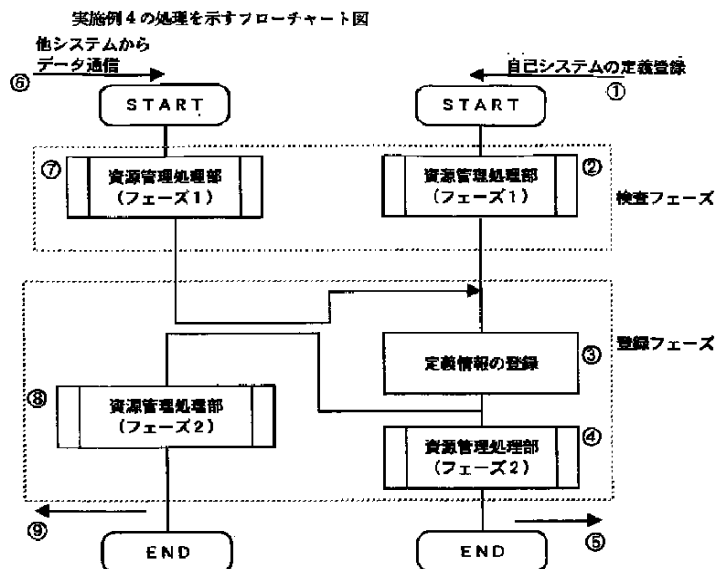 実施例4の処理を示すフローチャート図
他システムから
データ通信
⑥
自己システムの定義登録
①
START
START
⑦
資源管理処理部
(フェーズ1)
②
資源管理処理部
(フェーズ1)
検査フェーズ
③
定義情報の登録
登録フェーズ
⑧
資源管理処理部
(フェーズ2)
④
資源管理処理部
(フェーズ2)
⑨
⑤
END
END